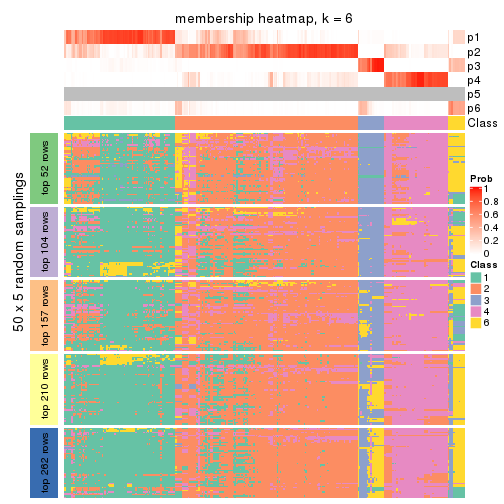 membership heatmap, k = 6
p1
p2
p3
p4
p5
p6
Class
50 x 5 random samplings
top 52 rows
top 104 rows
top 157 rows
top 210 rows
top 262 rows
Prob
1
0.8
0.6
0.4
0.2
0
Class
1
2
3
4
6